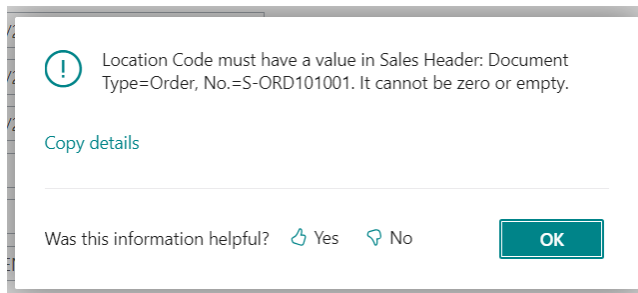 Location Code must have a value in Sales Header: Document
Type=Order, No.=S-ORD101001. It cannot be zero or empty.
Copy details
Was this information helpful? Yes No OK